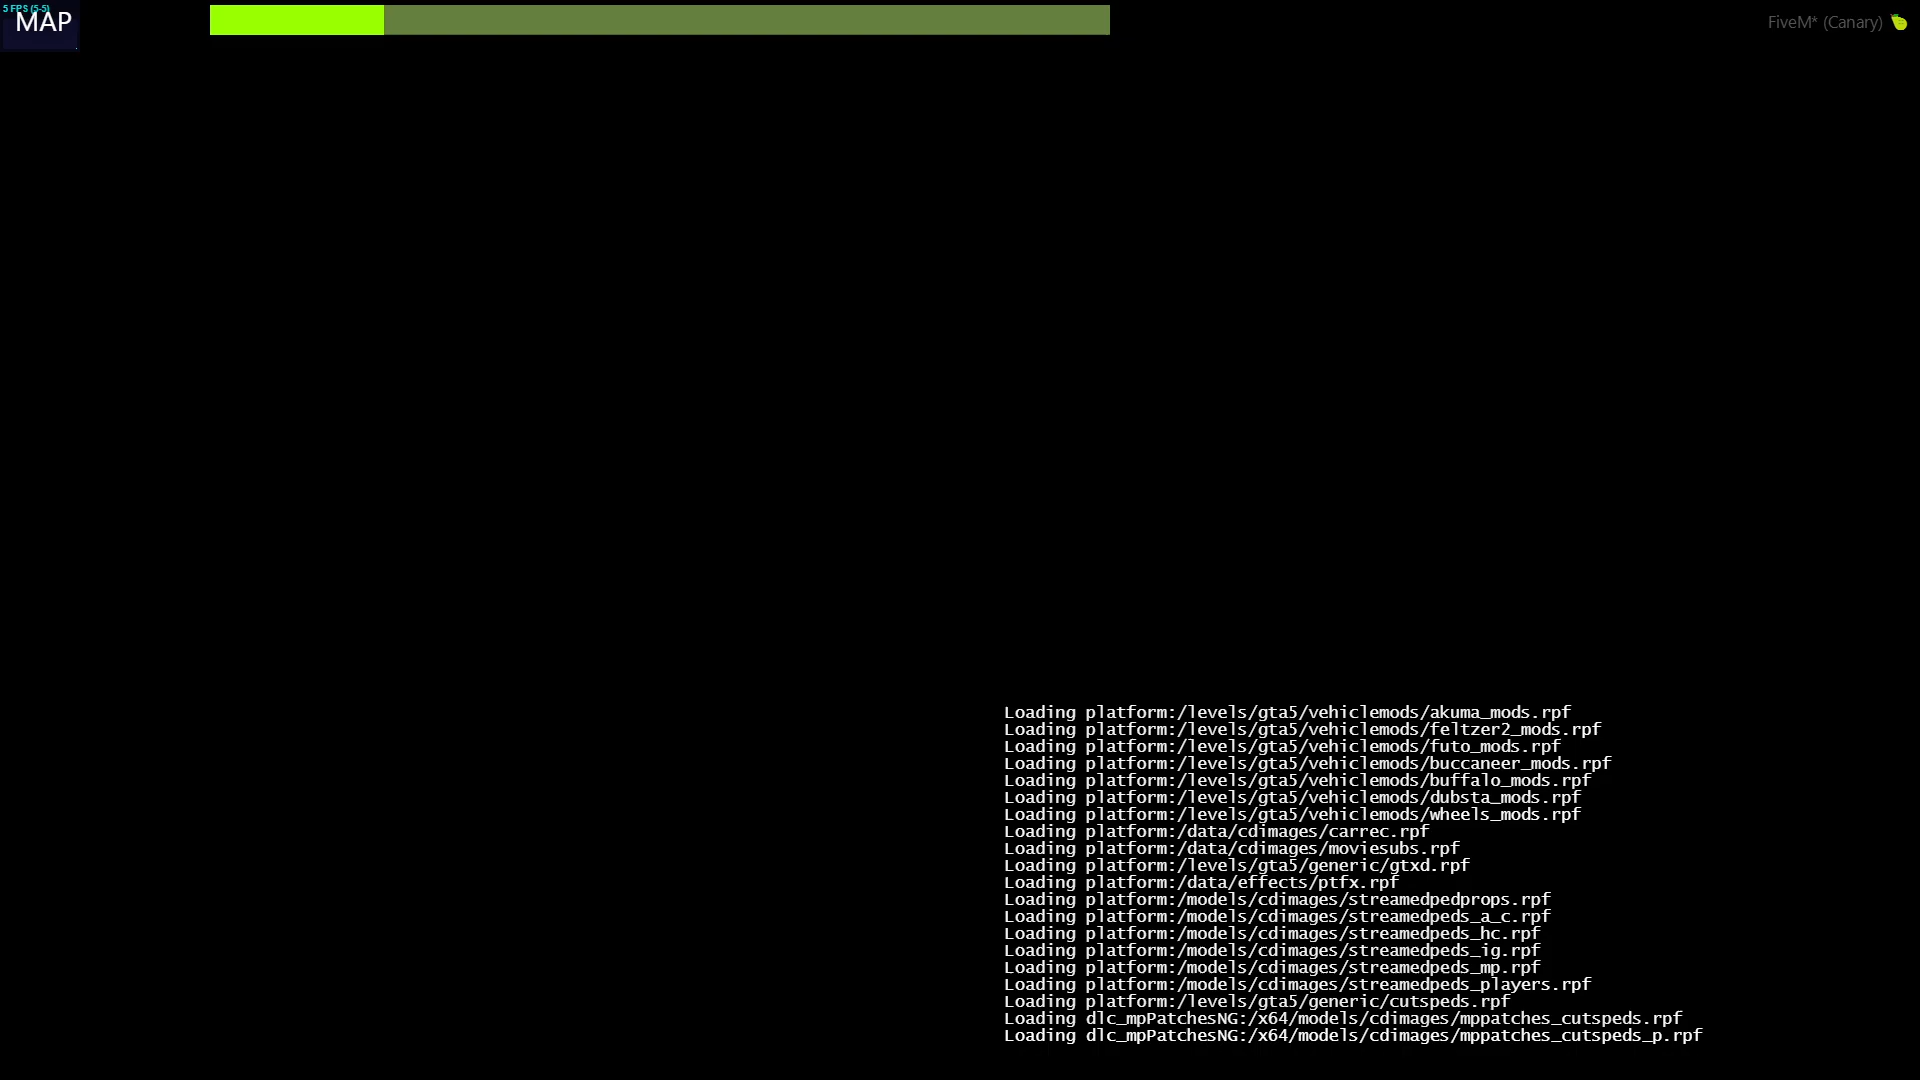 5 FPS (5-5)
MAP
FiveM* (Canary)
Loading platform:/levels/gta5/vehiclemods/akuma_mods.rpf
Loading platform:/levels/gta5/vehiclemods/feltzer2_mods.rpf
Loading platform:/levels/gta5/vehiclemods/futo_mods.rpf
Loading platform:/levels/gta5/vehiclemods/buccaneer_mods.rpf
Loading platform:/levels/gta5/vehiclemods/buffalo_mods.rpf
Loading platform:/levels/gta5/vehiclemods/dubsta_mods.rpf
Loading platform:/levels/gta5/vehiclemods/wheels_mods.rpf
Loading platform:/data/cdimages/carrec.rpf
Loading platform:/data/cdimages/moviesubs.rpf
Loading platform:/levels/gta5/generic/gtxd.rpf
Loading platform:/data/effects/ptfx.rpf
Loading platform:/models/cdimages/streamedpedprops.rpf
Loading platform:/models/cdimages/streamedpeds_a_c.rpf
Loading platform:/models/cdimages/streamedpeds_hc.rpf
Loading platform:/models/cdimages/streamedpeds_ig.rpf
Loading platform:/models/cdimages/streamedpeds_mp.rpf
Loading platform:/models/cdimages/streamedpeds_players.rpf
Loading platform:/levels/gta5/generic/cutspeds.rpf
Loading dlc_mpPatchesNG:/x64/models/cdimages/mppatches_cutspeds.rpf
Loading dlc_mpPatchesNG:/x64/models/cdimages/mppatches_cutspeds_p.rpf